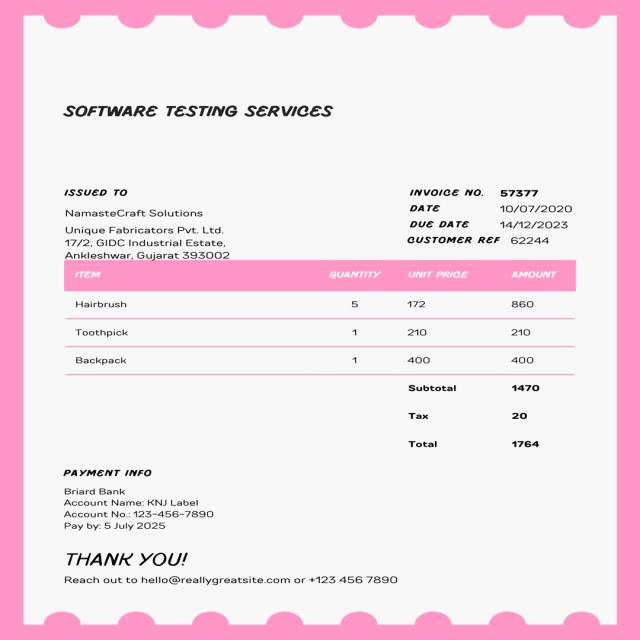 SOFTWARE TESTING SERVICES
ISSUED TO
NamasteCraft Solutions
Unique Fabricators Pvt. Ltd.
17/2, GIDC Industrial Estate,
Ankleshwar, Gujarat 393002
INVOICE NO. 57377
DATE 10/07/2020
DUE DATE 14/12/2023
CUSTOMER REF 62244
ITEM QUANTITY UNIT PRICE AMOUNT
Hairbrush 5 172 860
Toothpick 1 210 210
Backpack 1 400 400
Subtotal 1470
Tax 20
Total 1764
PAYMENT INFO
Briard Bank
Account Name: KNJ Label
Account No.: 123-456-7890
Pay by: 5 July 2025
THANK YOU!
Reach out to hello@reallygreatsite.com or +123 456 7890